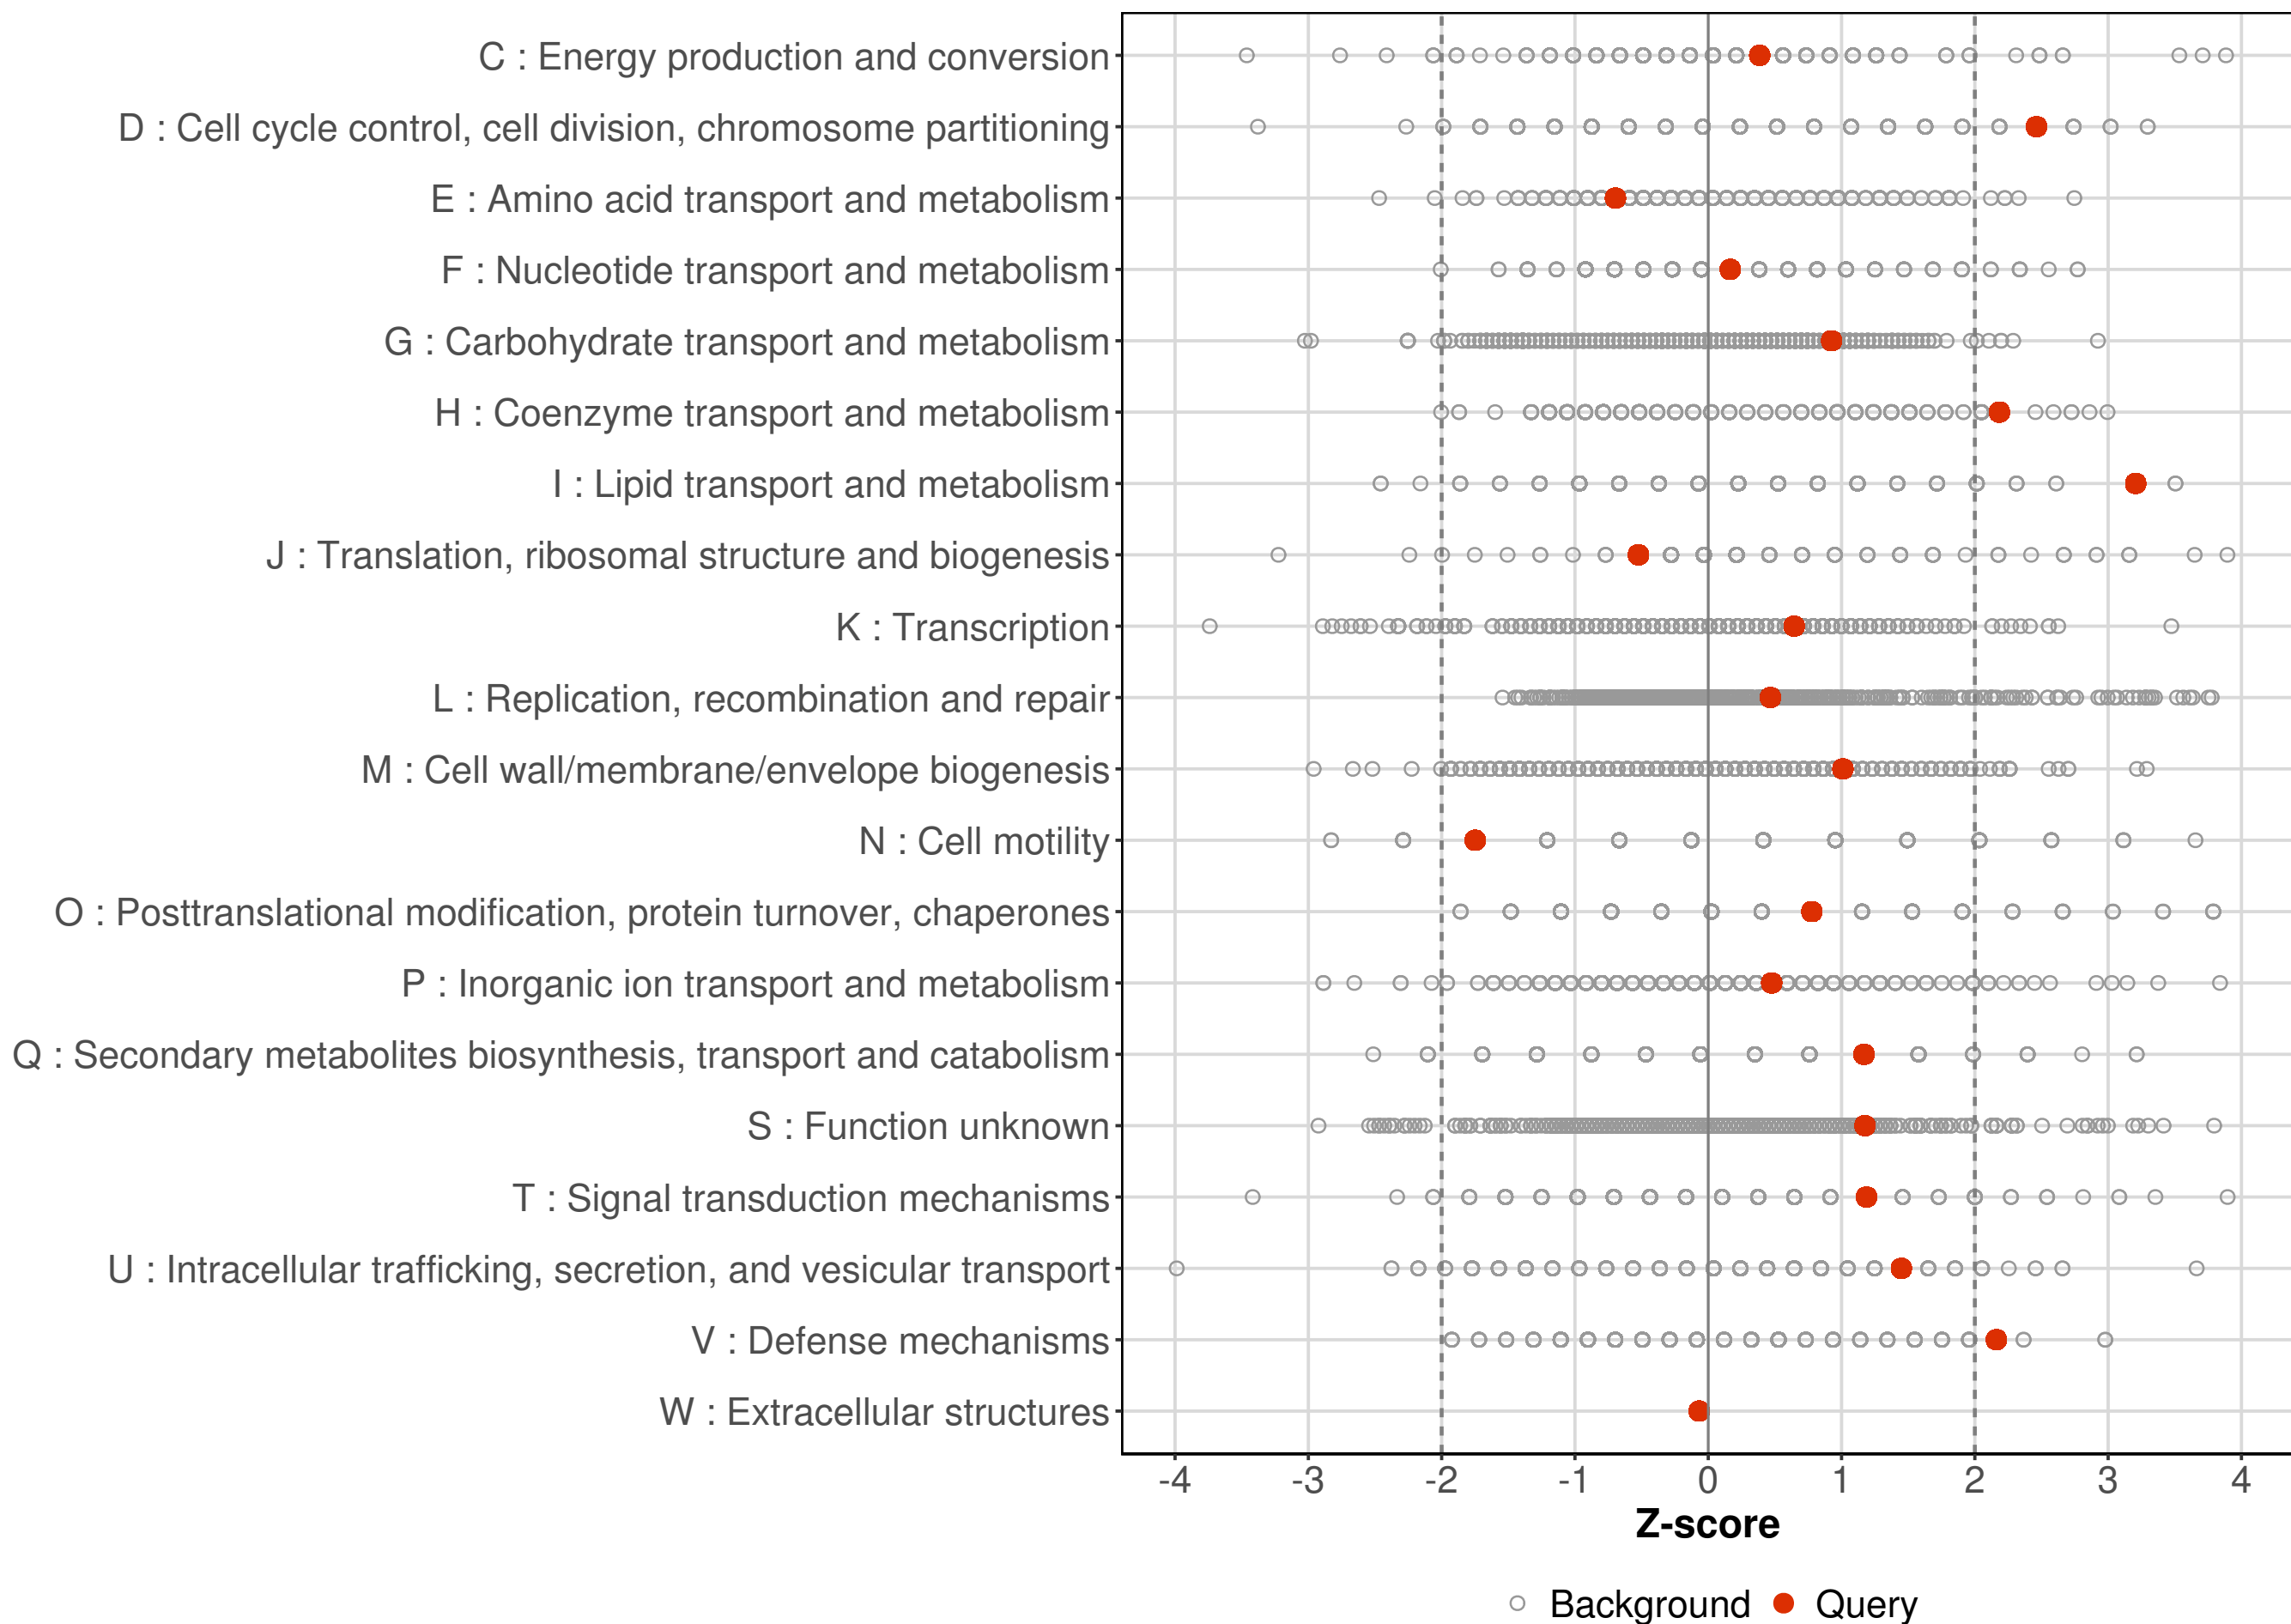 C : Energy production and conversion
D : Cell cycle control, cell division, chromosome partitioning
E : Amino acid transport and metabolism
F : Nucleotide transport and metabolism
G : Carbohydrate transport and metabolism
H : Coenzyme transport and metabolism
I : Lipid transport and metabolism
J : Translation, ribosomal structure and biogenesis
K : Transcription
L : Replication, recombination and repair
M : Cell wall/membrane/envelope biogenesis
N : Cell motility
O : Posttranslational modification, protein turnover, chaperones
P : Inorganic ion transport and metabolism
Q : Secondary metabolites biosynthesis, transport and catabolism
S : Function unknown
T : Signal transduction mechanisms
U : Intracellular trafficking, secretion, and vesicular transport
V : Defense mechanisms
W : Extracellular structures
-4 -3 -2 -1 0 1 2 3 4
Z-score
Background Query